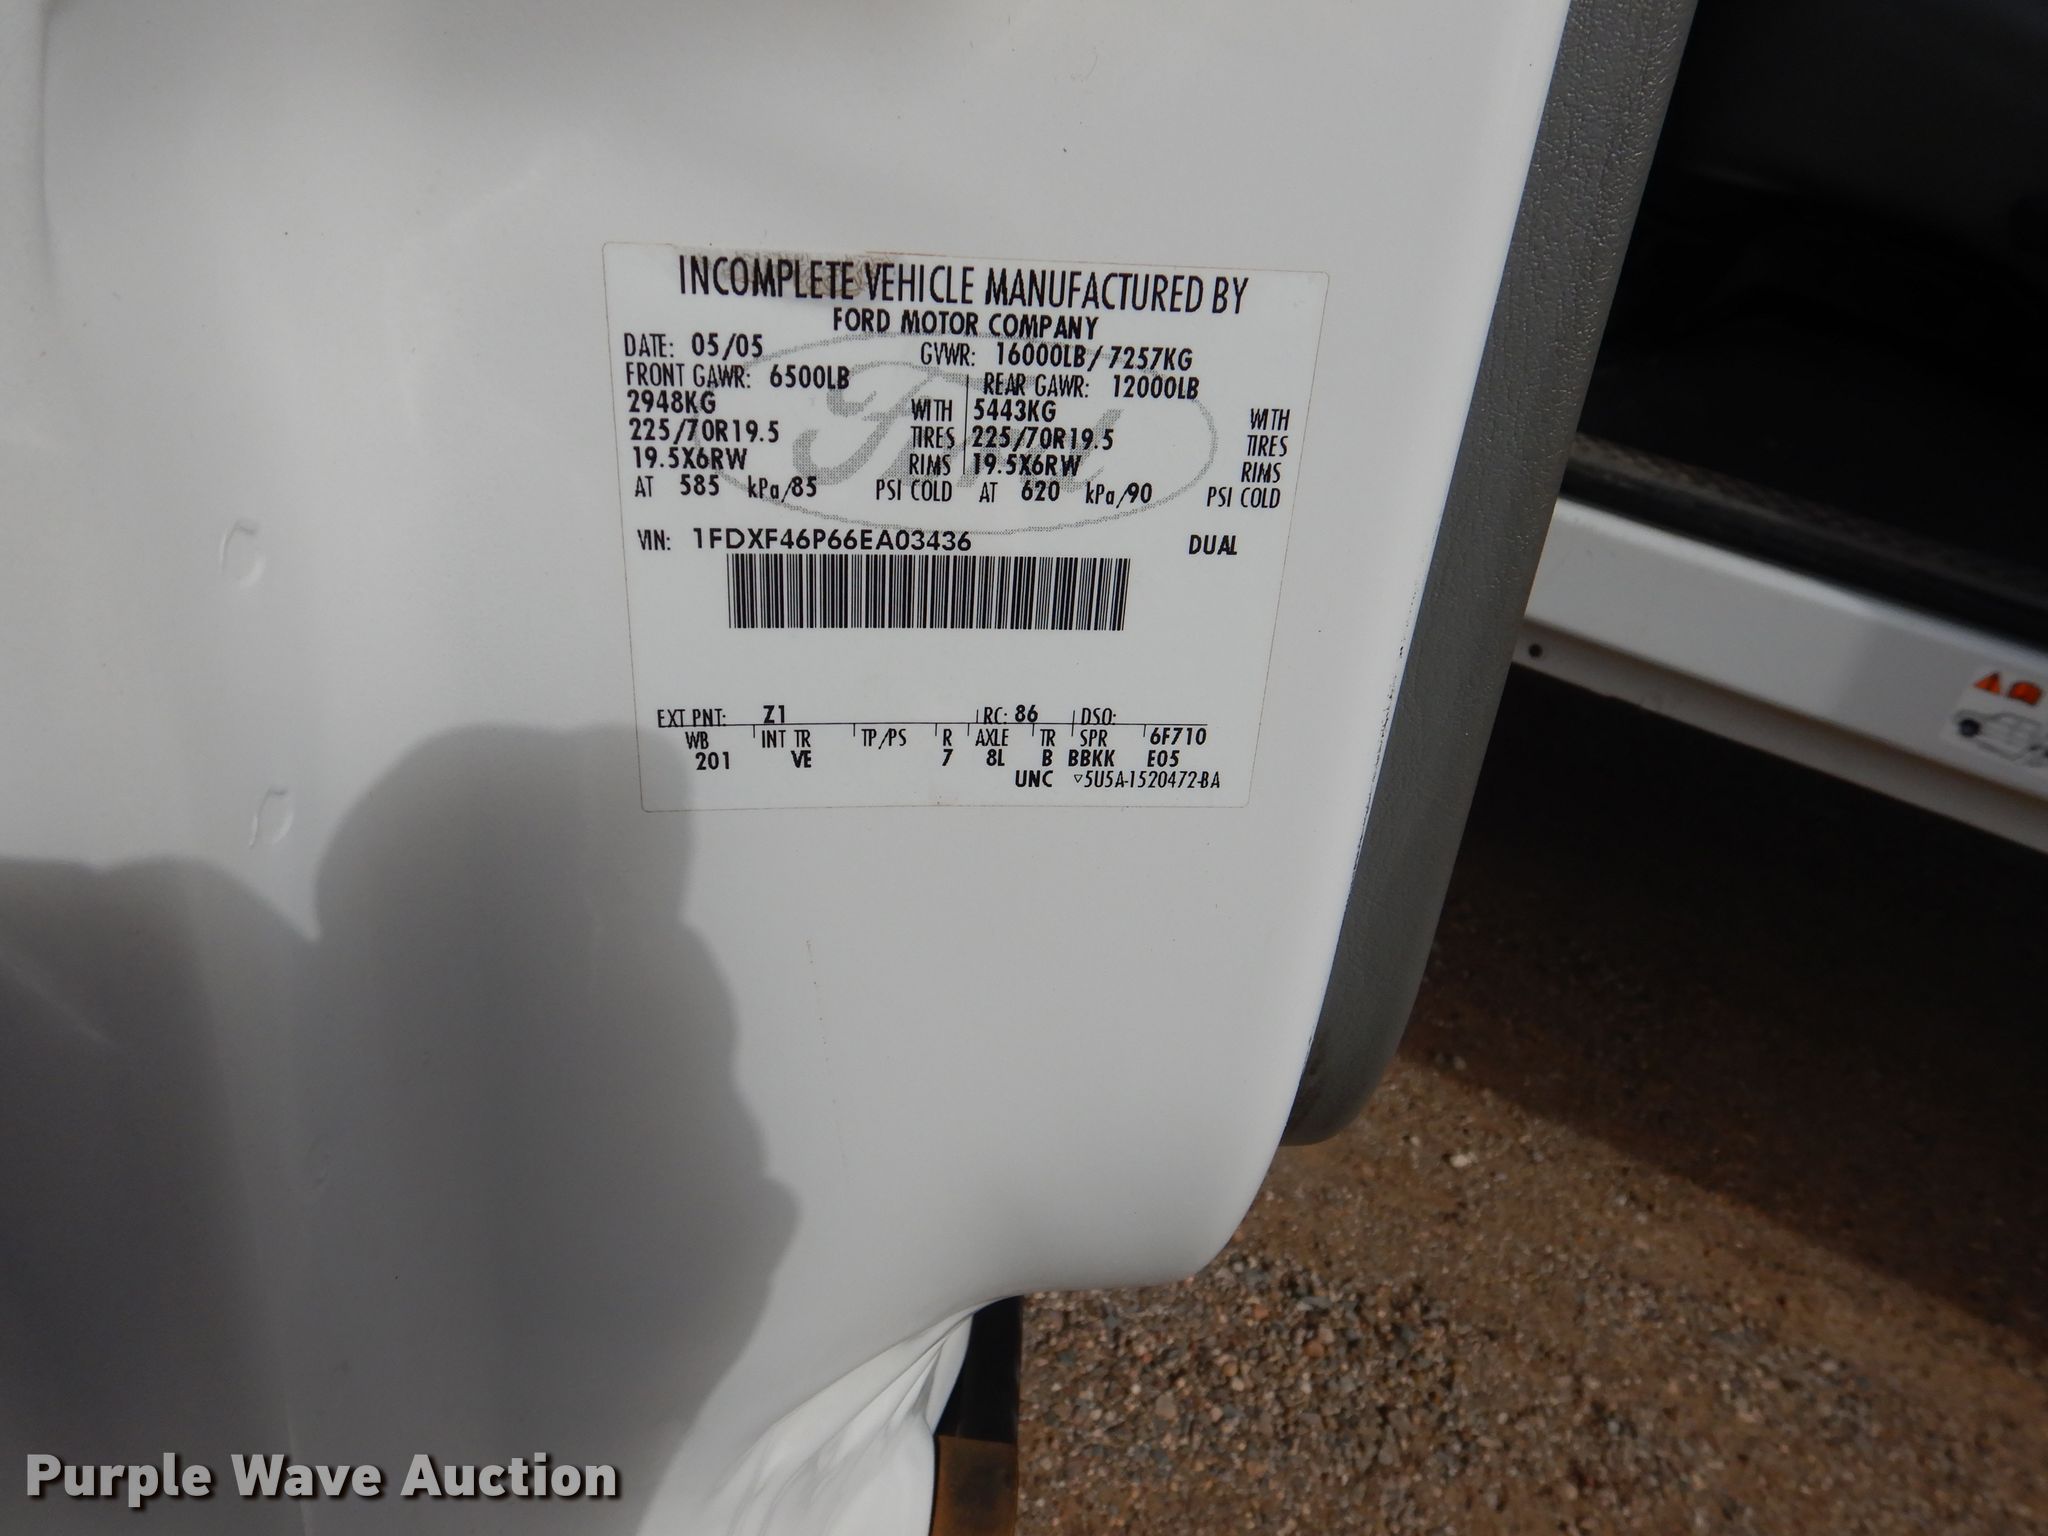 INCOMPLETE VEHICLE MANUFACTURED BY
FORD MOTOR COMPANY
DATE: 05/05 GVWR: 16000LB/7257KG
FRONT GAWR: 6500LB REAR GAWR: 12000LB
2948KG WITH 5443KG WITH
225/70R19.5 TIRES 225/70R19.5 TIRES
19.5X6RW RIMS 19.5X6RW RIMS
AT 585 kPa/85 PSI COLD AT 620 kPa/90 PSI COLD
Ford
VIN: 1FDXF46P66EA03436 DUAL
EXT PNT: Z1 RC: 86 DSO:
WB INT TR TP/PS R AXLE TR SPR 6F710
201 VE 7 8L B BBKK E05
UNC ▽5U5A-1520472-BA
Purple Wave Auction